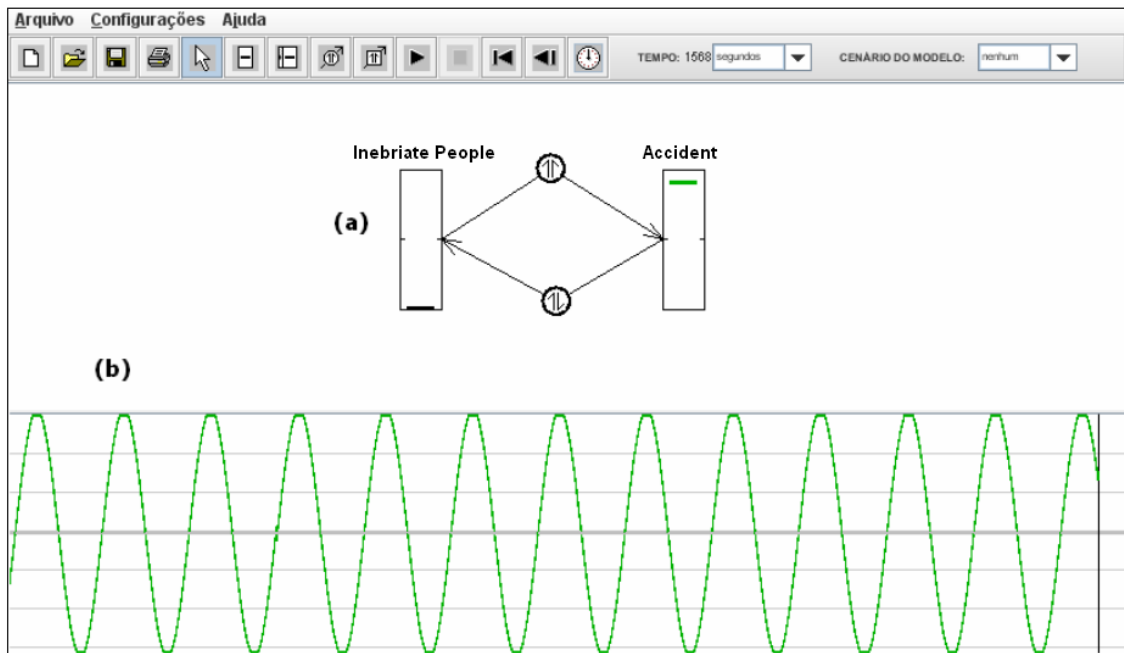 Arquivo Configurações Ajuda
TEMPO: 1568 segundos CENÁRIO DO MODELO: nenhum
Inebriate People Accident
(a)
(b)